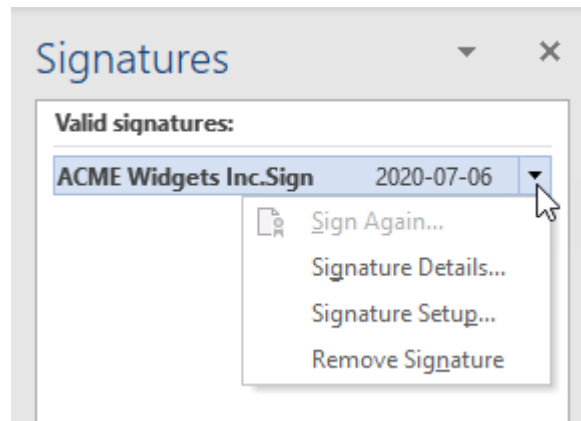 Signatures
Valid signatures:
ACME Widgets Inc.Sign 2020-07-06
Sign Again...
Signature Details...
Signature Setup...
Remove Signature